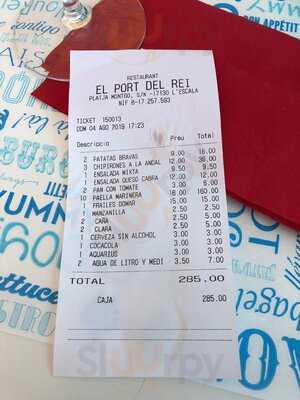 RESTAURANT
EL PORT DEL REI
PLATJA MONTGO, S/N -17130 L'ESCALA
NIF B-17.257.593
TICKET 150013
DOM 04 AGO 2019 17:23
Descripcio Preu Total
2 PATATAS BRAVAS 9.00 18.00
3 CHIPIRONES A LA ANDAL 12.00 36.00
1 ENSALADA MIXTA 9.50 9.50
1 ENSALADA QUESO CABRA 12.00 12.00
2 PAN CON TOMATE 3.00 6.00
10 PAELLA MARINERA 16.00 160.00
1 FRAILES DOMAR 15.00 15.00
1 MANZANILLA 2.50 2.50
2 CAÑA 2.50 5.00
2 CLARA 2.50 5.00
1 CERVEZA SIN ALCOHOL 3.00 3.00
1 COCACOLA 3.00 3.00
1 AQUARIUS 3.00 3.00
2 AGUA DE LITRO Y MEDI 3.50 7.00
TOTAL 285.00
CAJA 285.00
Sluurpy
BON APPÉTIT
YUMM
bagel